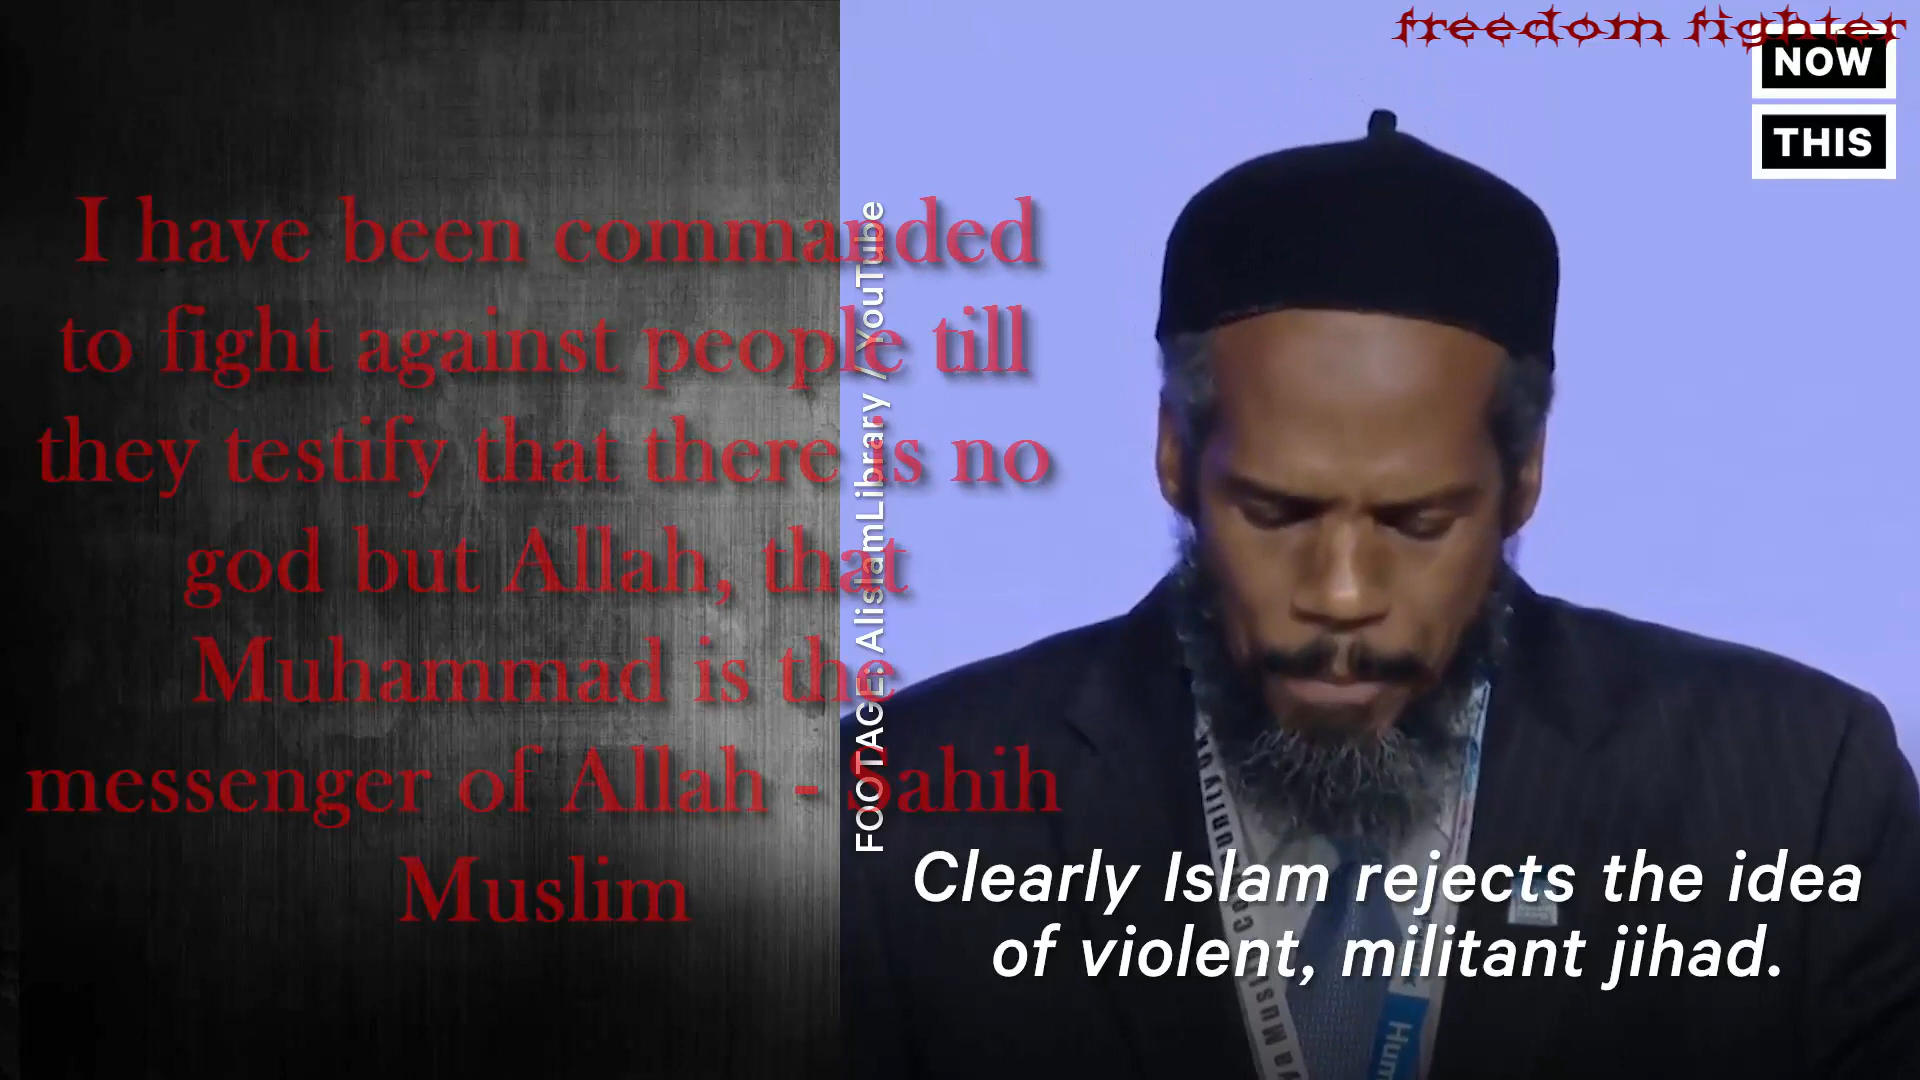 freedom fighter
NOW
THIS
I have been commanded
to fight against people till
they testify that there is no
god but Allah, that
Muhammad is the
messenger of Allah - Sahih
Muslim
FOOTAGE: AlislamLibrary / YouTube
Clearly Islam rejects the idea
of violent, militant jihad.